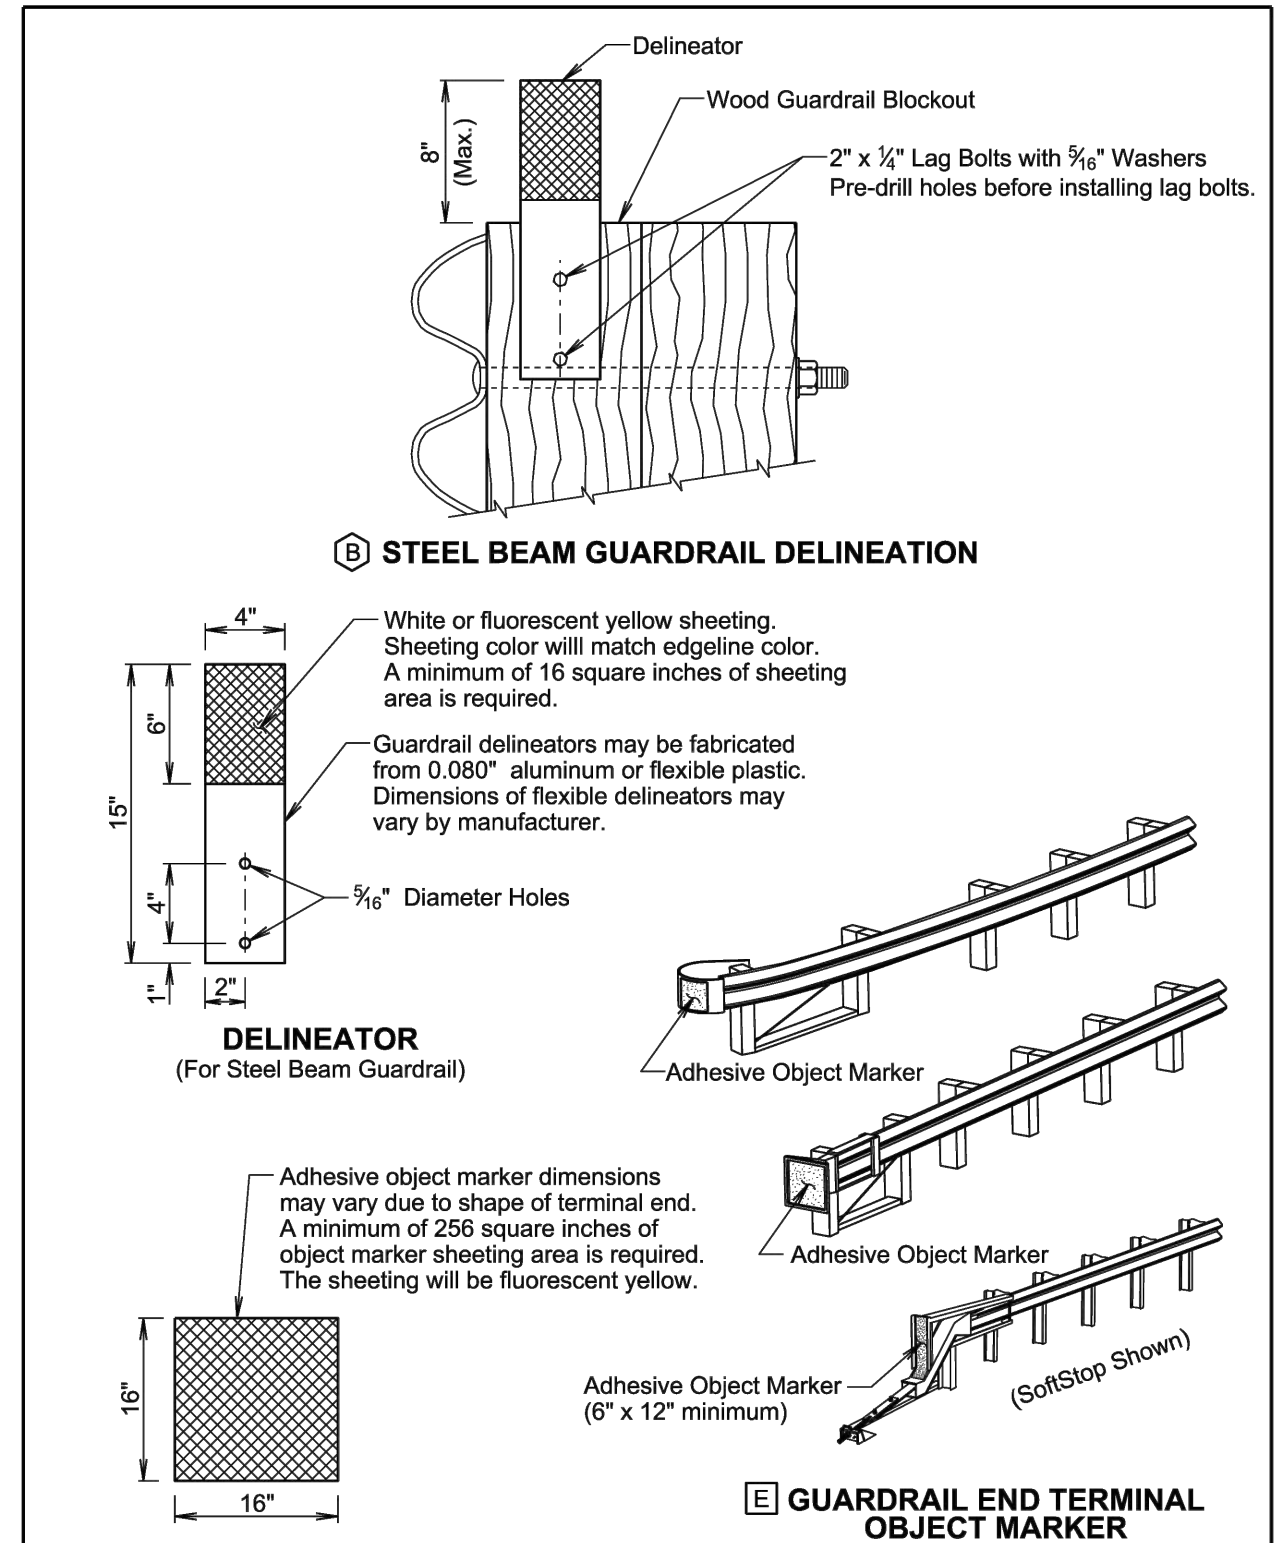 Delineator
Wood Guardrail Blockout
8"
(Max.)
2" x 1/4" Lag Bolts with 5/16" Washers
Pre-drill holes before installing lag bolts.
B STEEL BEAM GUARDRAIL DELINEATION
4"
White or fluorescent yellow sheeting.
Sheeting color willl match edgeline color.
A minimum of 16 square inches of sheeting
area is required.
6"
15"
Guardrail delineators may be fabricated
from 0.080" aluminum or flexible plastic.
Dimensions of flexible delineators may
vary by manufacturer.
4"
5/16" Diameter Holes
1"
2"
DELINEATOR
(For Steel Beam Guardrail)
Adhesive Object Marker
Adhesive object marker dimensions
may vary due to shape of terminal end.
A minimum of 256 square inches of
object marker sheeting area is required.
The sheeting will be fluorescent yellow.
Adhesive Object Marker
16"
16"
Adhesive Object Marker
(6" x 12" minimum)
(SoftStop Shown)
E GUARDRAIL END TERMINAL
OBJECT MARKER